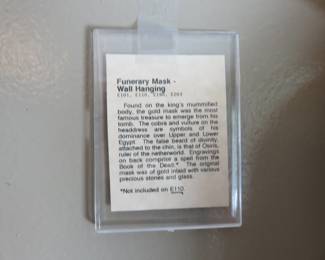 Funerary Mask -
Wall Hanging
E101, E110, E140, E204
Found on the king's mummified
body, the gold mask was the most
famous treasure to emerge from his
tomb. The cobra and vulture on the
headdress are symbols of his
dominance over Upper and Lower
Egypt. The false beard of divinity,
attached to the chin, is that of Osiris,
ruler of the netherworld. Engravings
on back comprise a spell from the
Book of the Dead.* The original
mask was of gold inlaid with various
precious stones and glass.
*Not included on E110